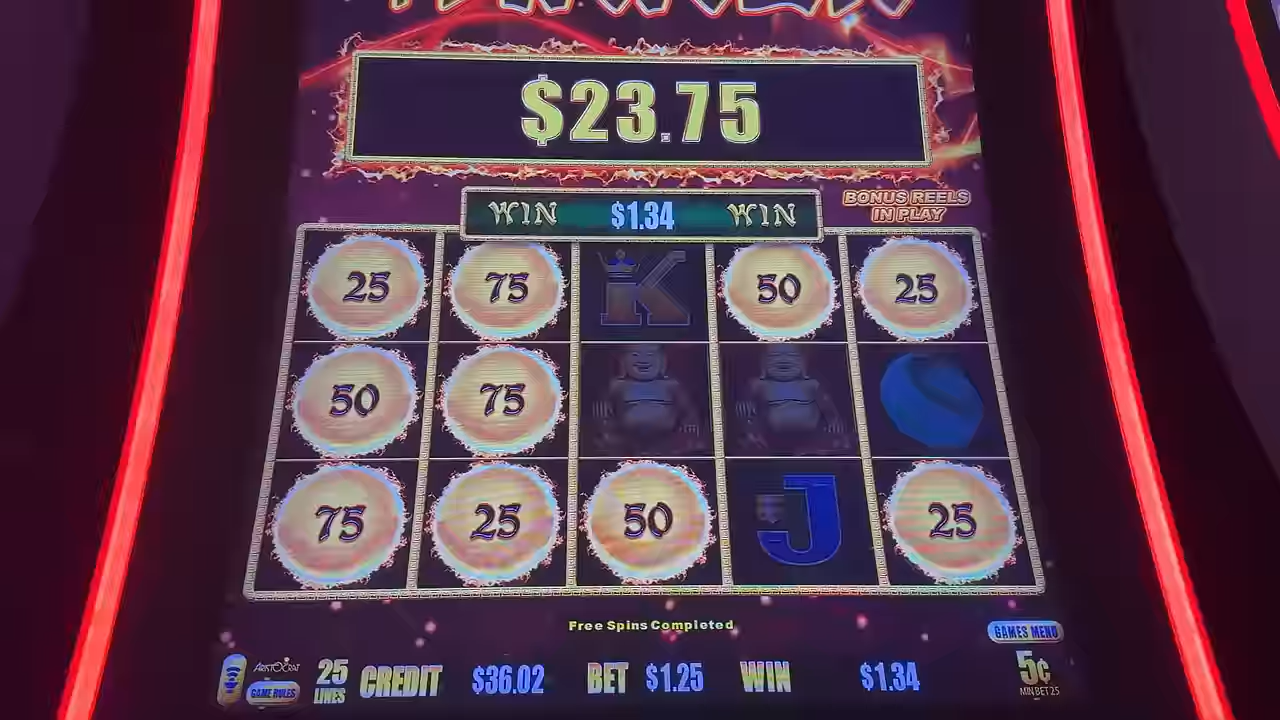 $23.75
WIN $1.34 WIN
BONUS REELS
IN PLAY
25 75 K 50 25
50 75
75 25 50 J 25
Free Spins Completed
GAMES MENU
ARISTOCRAT
GAME RULES
25
LINES
CREDIT $36.02 BET $1.25 WIN $1.34
5¢
MIN BET 25